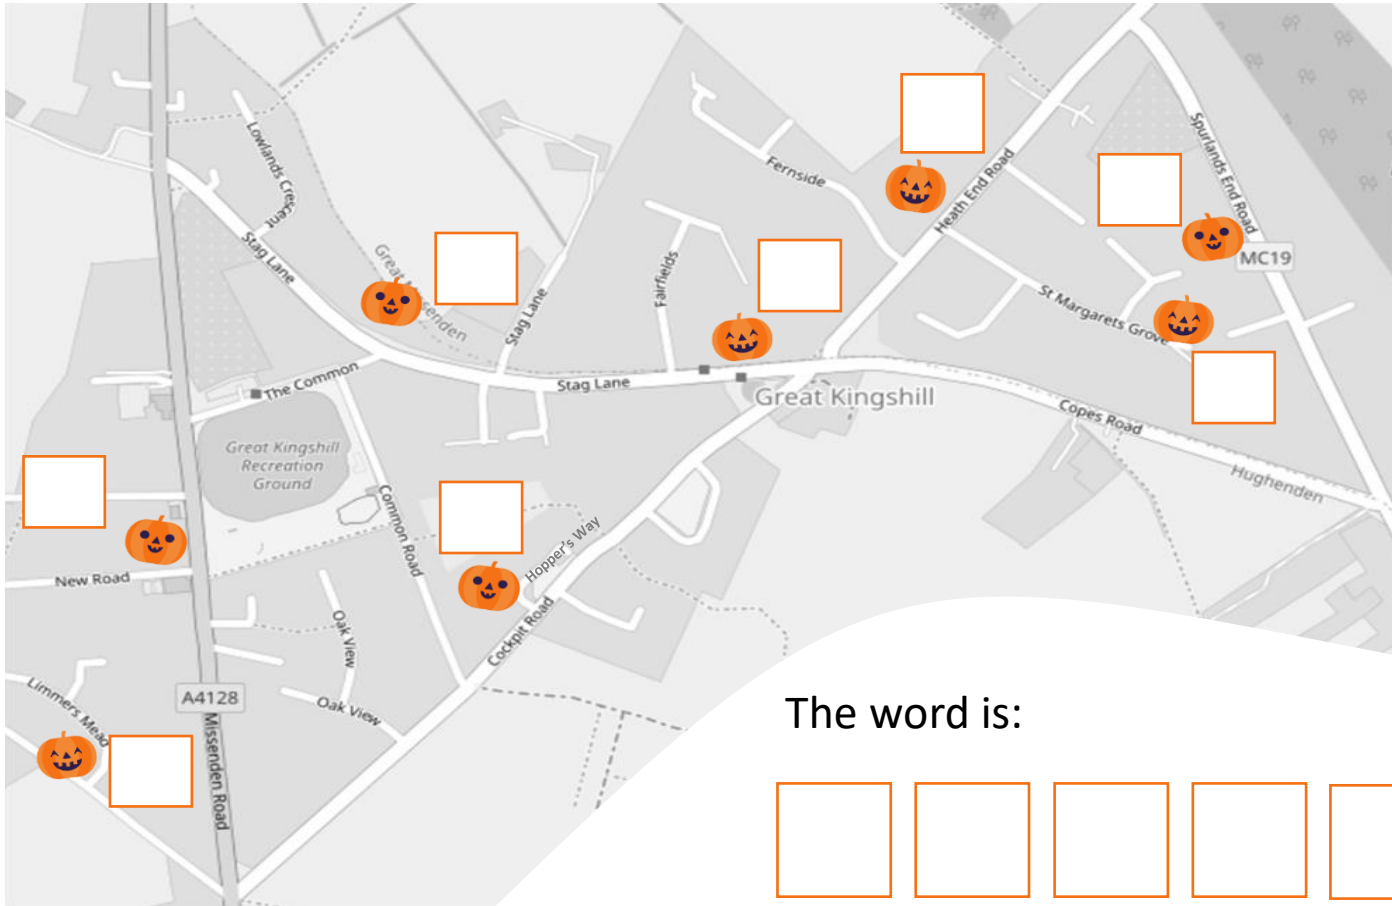 Lowlands Crescent
Stag Lane
Great Missenden
Stag Lane
Fairfields
Fernside
Heath End Road
Spurlands End Road
MC19
St Margarets Grove
The Common
Stag Lane
Great Kingshill
Copes Road
Hughenden
Great Kingshill
Recreation
Ground
Common Road
New Road
Hopper's Way
Cockpit Road
Oak View
Oak View
Limmers Mead
A4128
Missenden Road
The word is: